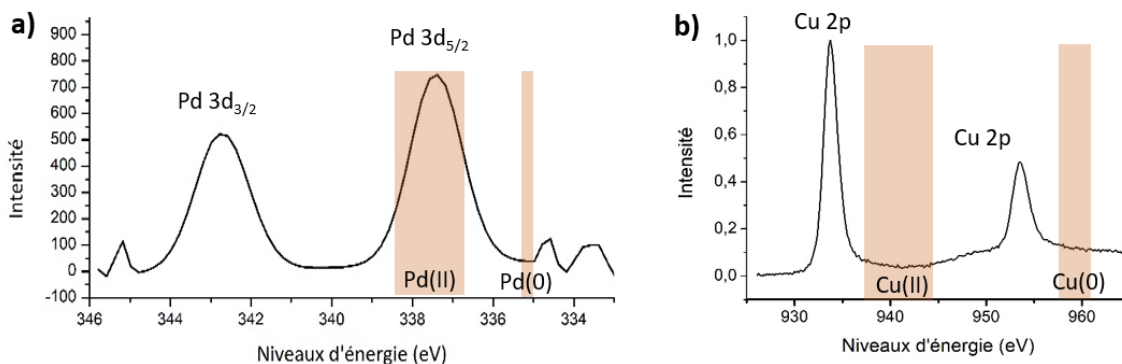 a)
Pd 3d5/2
Pd 3d3/2
Intensité
900
800
700
600
500
400
300
200
100
0
-100
Pd(II)
Pd(0)
346
344
342
340
338
336
334
Niveaux d'énergie (eV)
b)
Cu 2p
Cu 2p
Intensité
1,0
0,8
0,6
0,4
0,2
0,0
Cu(II)
Cu(0)
930
940
950
960
Niveaux d'énergie (eV)